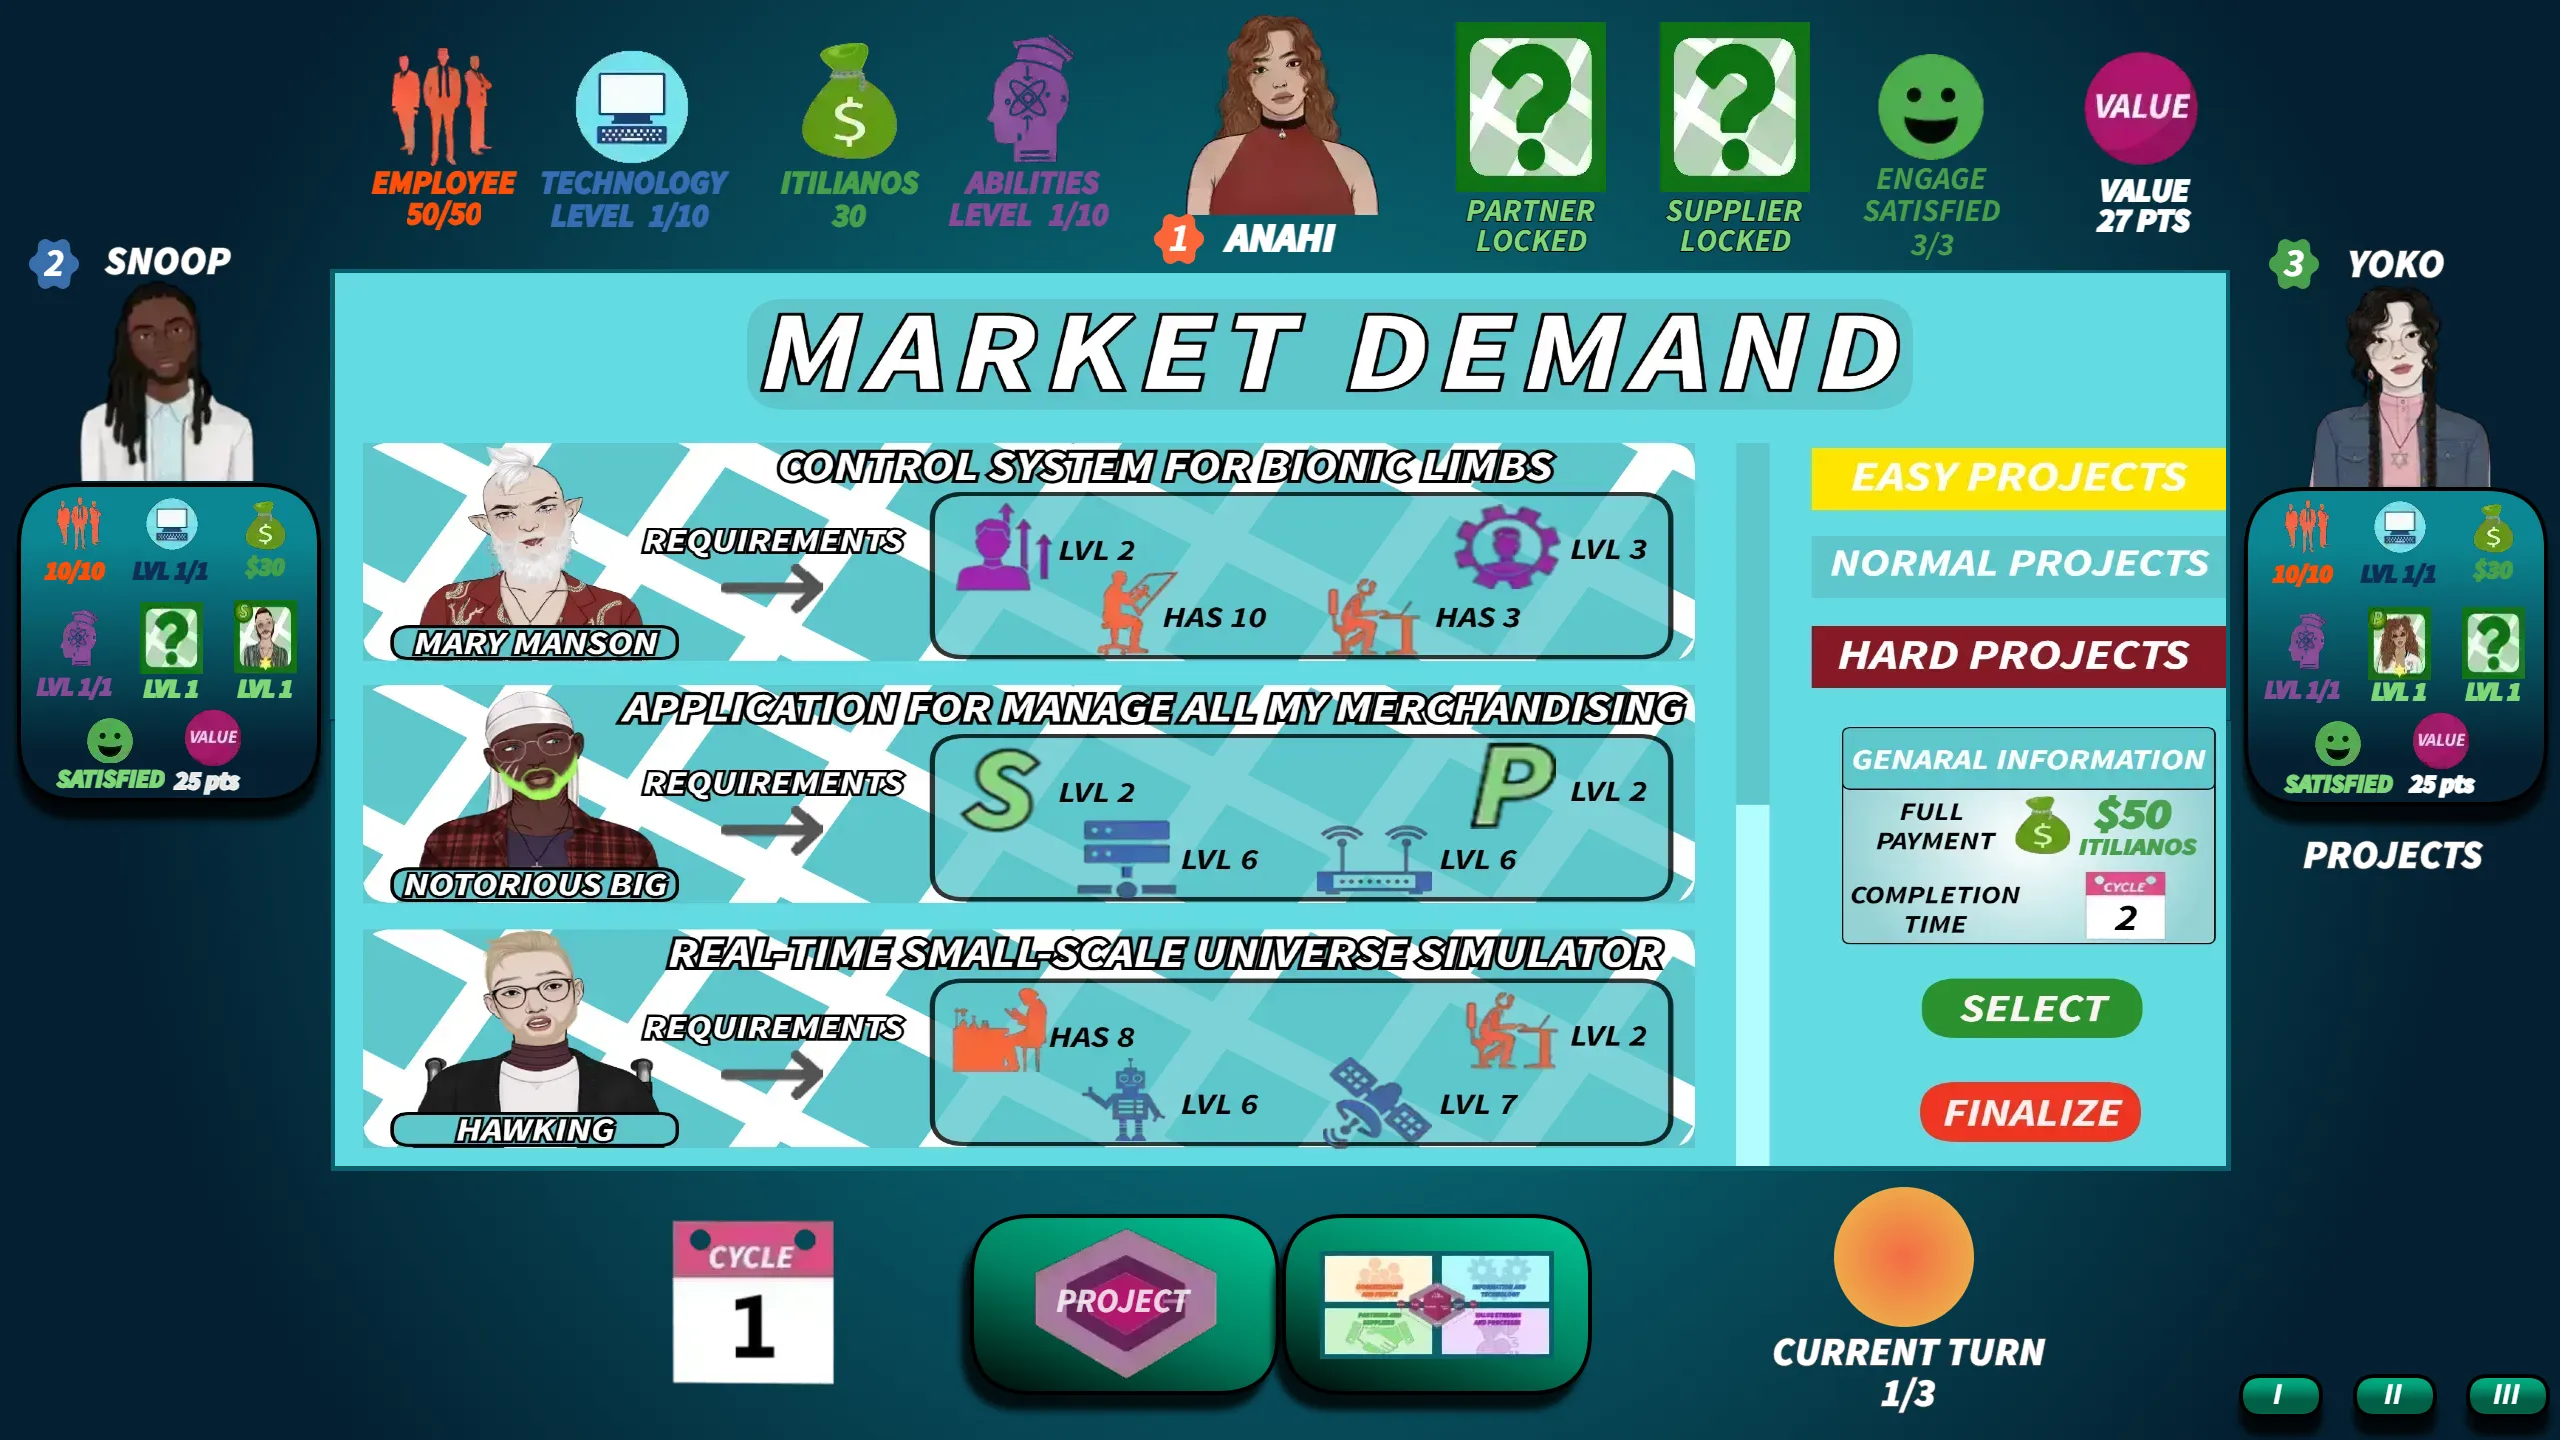 EMPLOYEE
50/50
TECHNOLOGY
LEVEL 1/10
$
ITILIANOS
30
ABILITIES
LEVEL 1/10
1 ANAHI
?
PARTNER
LOCKED
?
SUPPLIER
LOCKED
ENGAGE
SATISFIED
3/3
VALUE
VALUE
27 PTS
2 SNOOP
$
10/10 LVL 1/1 $30
? S
LVL 1/1 LVL 1 LVL 1
VALUE
SATISFIED 25 pts
3 YOKO
$
10/10 LVL 1/1 $30
P ?
LVL 1/1 LVL 1 LVL 1
VALUE
SATISFIED 25 pts
PROJECTS
MARKET DEMAND
CONTROL SYSTEM FOR BIONIC LIMBS
REQUIREMENTS
LVL 2
LVL 3
HAS 10
HAS 3
MARY MANSON
APPLICATION FOR MANAGE ALL MY MERCHANDISING
REQUIREMENTS
S LVL 2
P LVL 2
LVL 6
LVL 6
NOTORIOUS BIG
REAL-TIME SMALL-SCALE UNIVERSE SIMULATOR
REQUIREMENTS
HAS 8
LVL 2
LVL 6
LVL 7
HAWKING
EASY PROJECTS
NORMAL PROJECTS
HARD PROJECTS
GENARAL INFORMATION
FULL
PAYMENT
$
$50
ITILIANOS
COMPLETION
TIME
CYCLE
2
SELECT
FINALIZE
CYCLE
1
PROJECT
CURRENT TURN
1/3
I
II
III